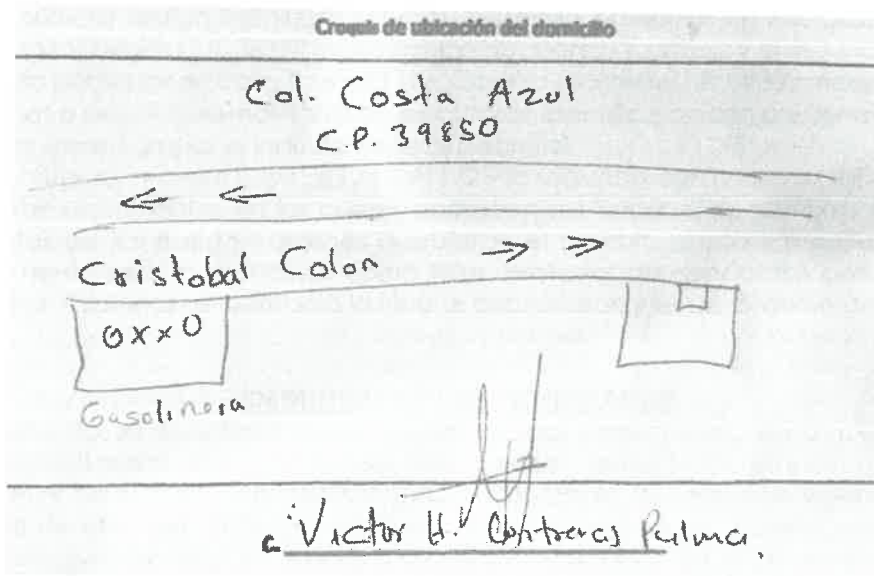 Croquis de ubicación del domicilio
Col. Costa Azul
C.P. 39850
Cristobal Colon
OXXO
Gasolinera
Victor H. Contreras Palma.